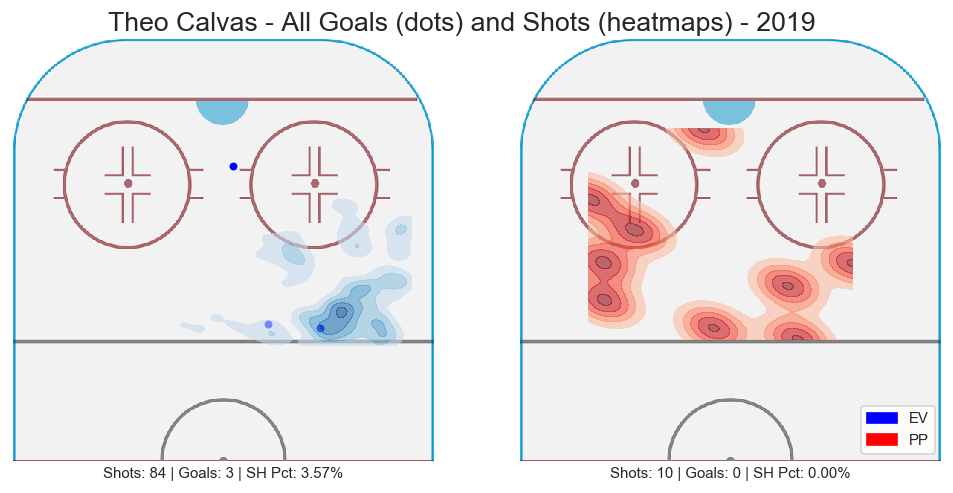 Theo Calvas - All Goals (dots) and Shots (heatmaps) - 2019
EV
PP
Shots: 84 | Goals: 3 | SH Pct: 3.57%
Shots: 10 | Goals: 0 | SH Pct: 0.00%